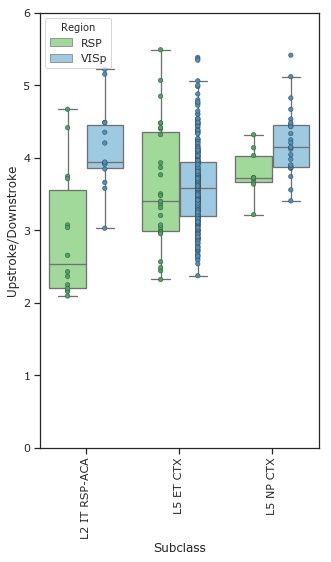 6
5
4
3
2
1
0
Upstroke/Downstroke
Region
RSP
VISp
L2 IT RSP-ACA
L5 ET CTX
L5 NP CTX
Subclass